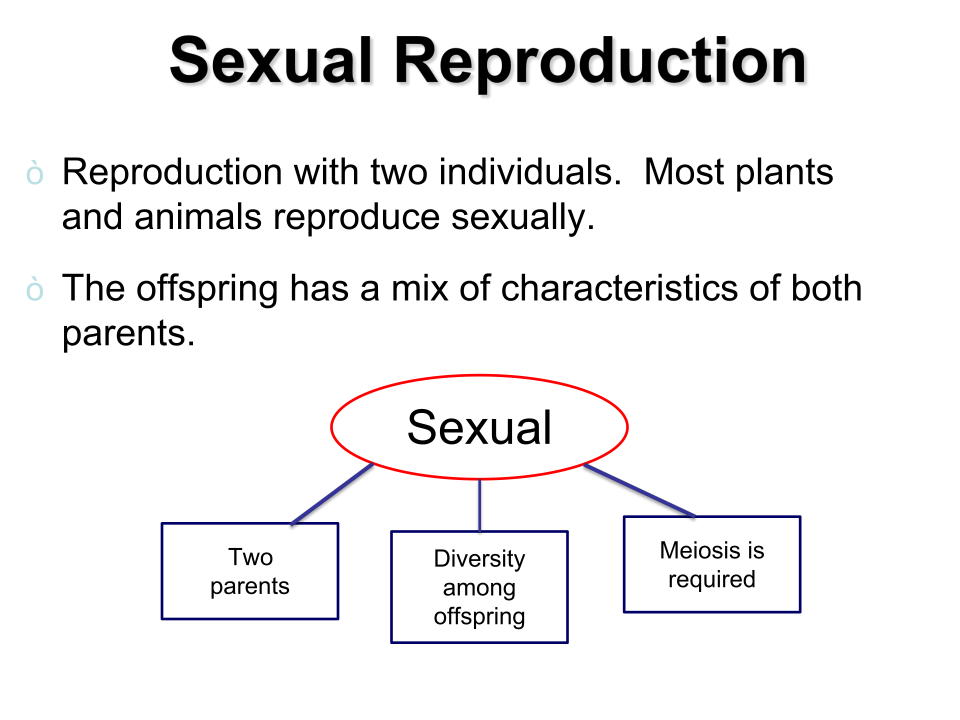 Sexual Reproduction
ò Reproduction with two individuals.  Most plants
and animals reproduce sexually.
ò The offspring has a mix of characteristics of both
parents.
Sexual
Two
parents
Diversity
among
offspring
Meiosis is
required